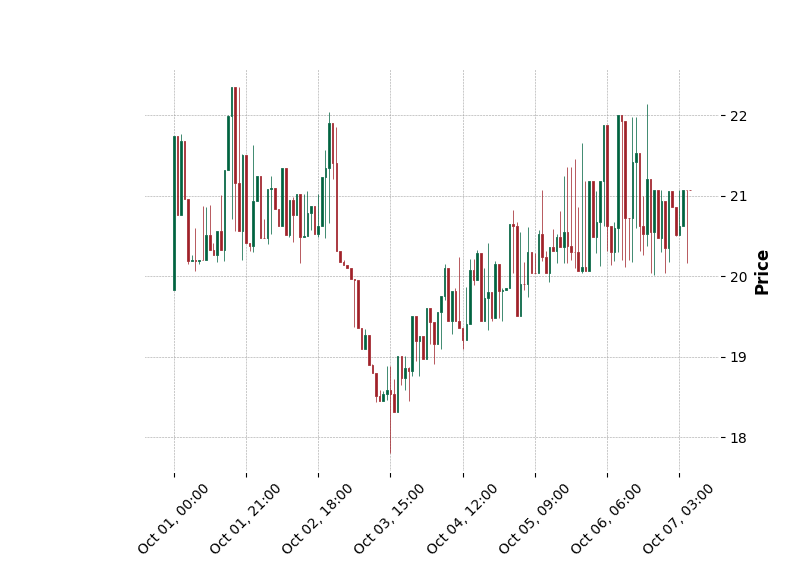 22
21
20
19
18
Price
Oct 01, 00:00
Oct 01, 21:00
Oct 02, 18:00
Oct 03, 15:00
Oct 04, 12:00
Oct 05, 09:00
Oct 06, 06:00
Oct 07, 03:00